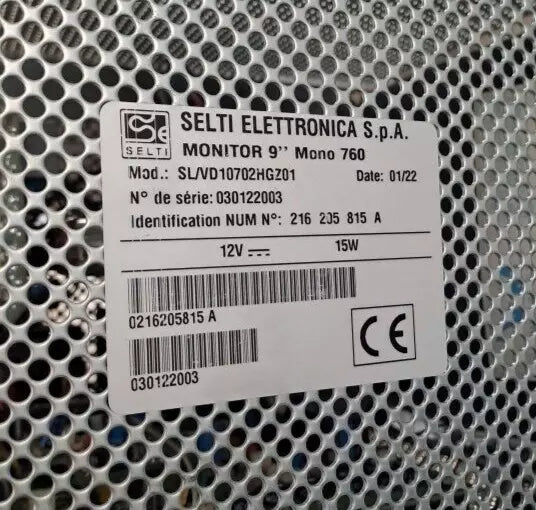 SELTI
SELTI ELETTRONICA S.p.A.
MONITOR 9'' Mono 760
Mod.: SL/VD10702HGZ01 Date: 01/22
N° de série: 030122003
Identification NUM N°: 216 205 815 A
12V 15W
0216205815 A
CE
030122003